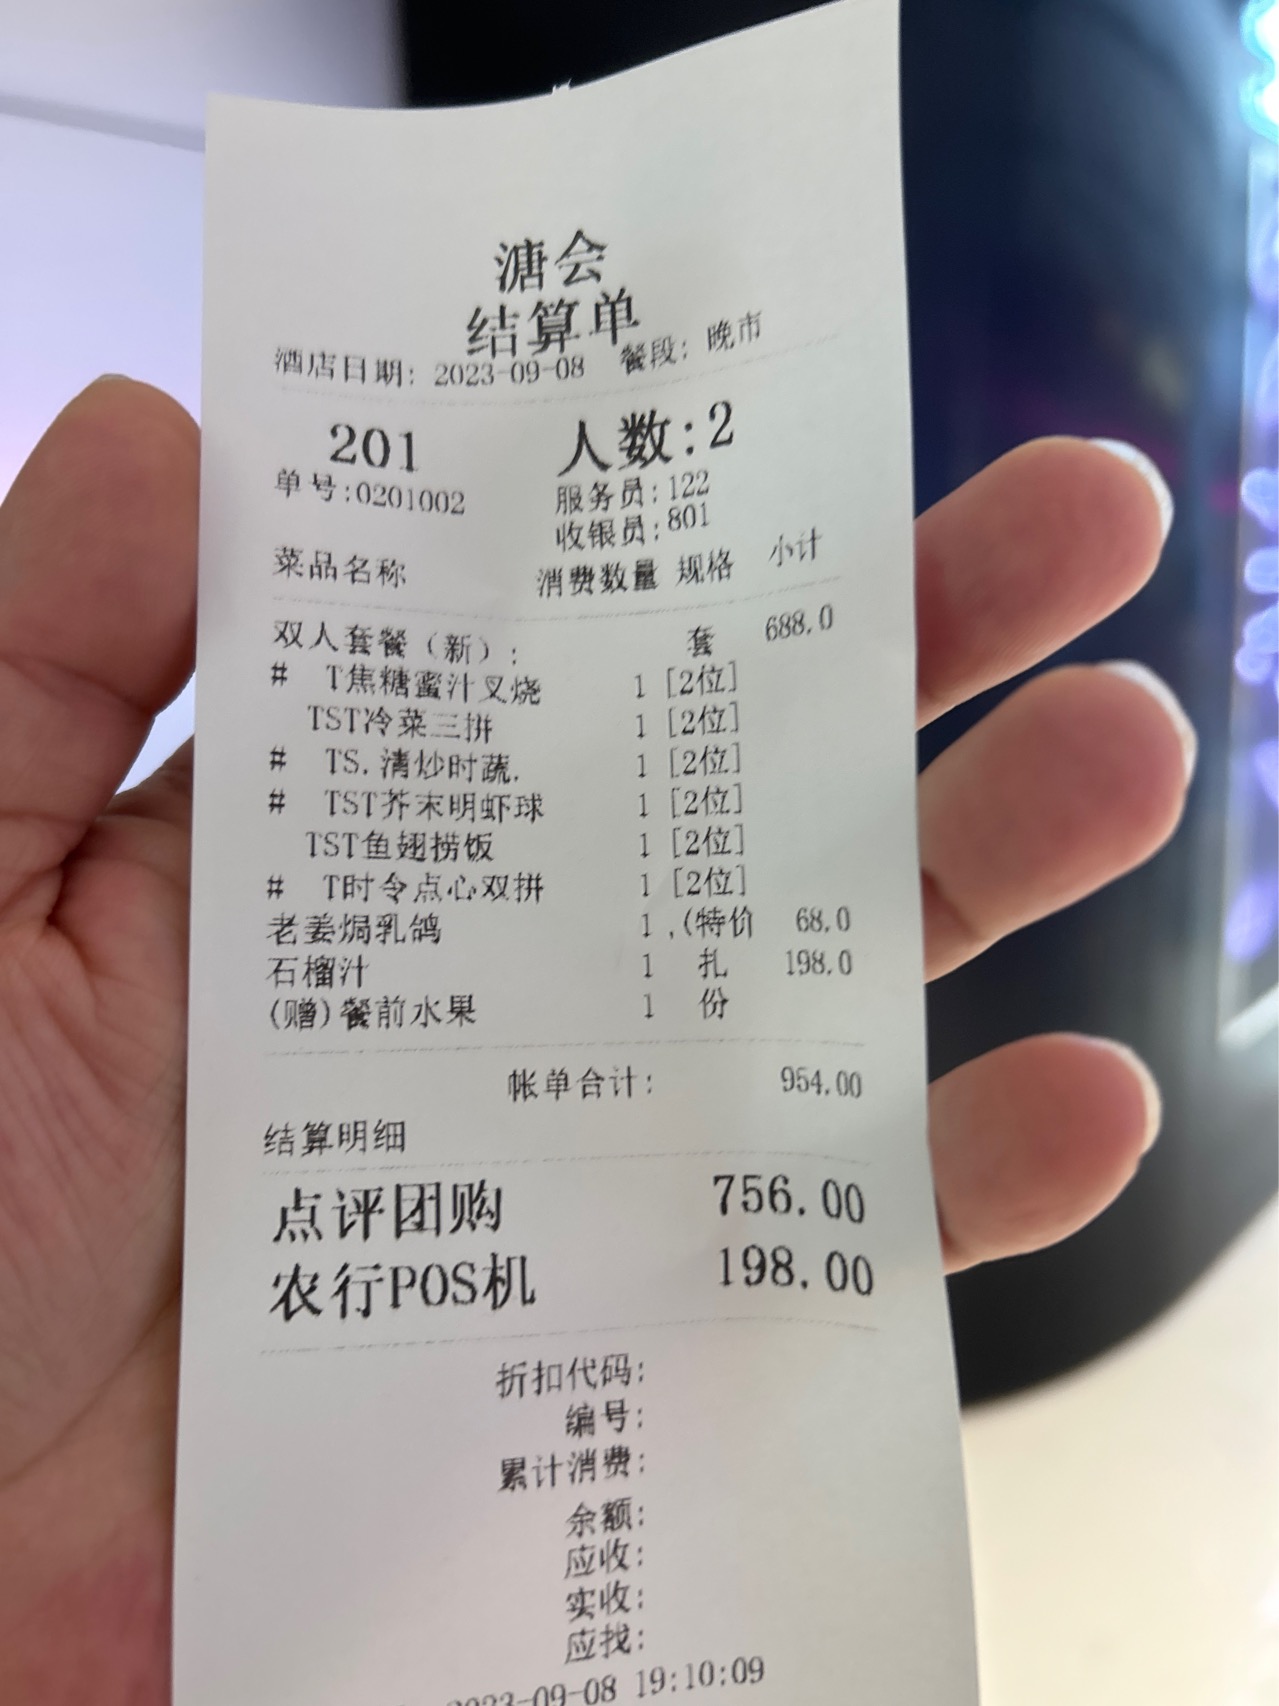 溏会
结算单
酒店日期: 2023-09-08 餐段: 晚市
201 人数:2
单号:0201002 服务员:122
收银员:801
菜品名称 消费数量 规格 小计
双人套餐（新）: 套 688.0
# T焦糖蜜汁叉烧 1 [2位]
TST冷菜三拼 1 [2位]
# TS.清炒时蔬. 1 [2位]
# TST芥末明虾球 1 [2位]
TST鱼翅捞饭 1 [2位]
# T时令点心双拼 1 [2位]
老姜焗乳鸽 1 .(特价 68.0
石榴汁 1 扎 198.0
(赠)餐前水果 1 份
帐单合计: 954.00
结算明细
点评团购 756.00
农行POS机 198.00
折扣代码:
编号:
累计消费:
余额:
应收:
实收:
应找:
2023-09-08 19:10:09